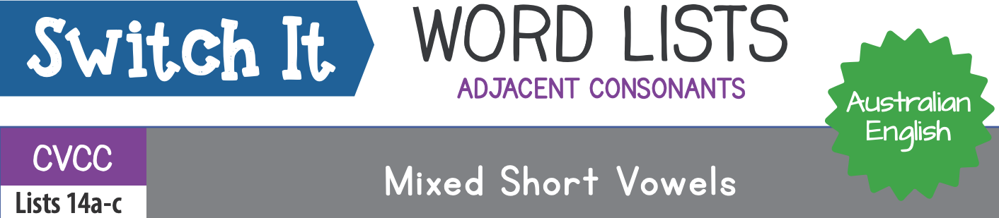 Switch It
WORD LISTS
ADJACENT CONSONANTS
Australian
English
CVCC
Lists 14a-c
Mixed Short Vowels